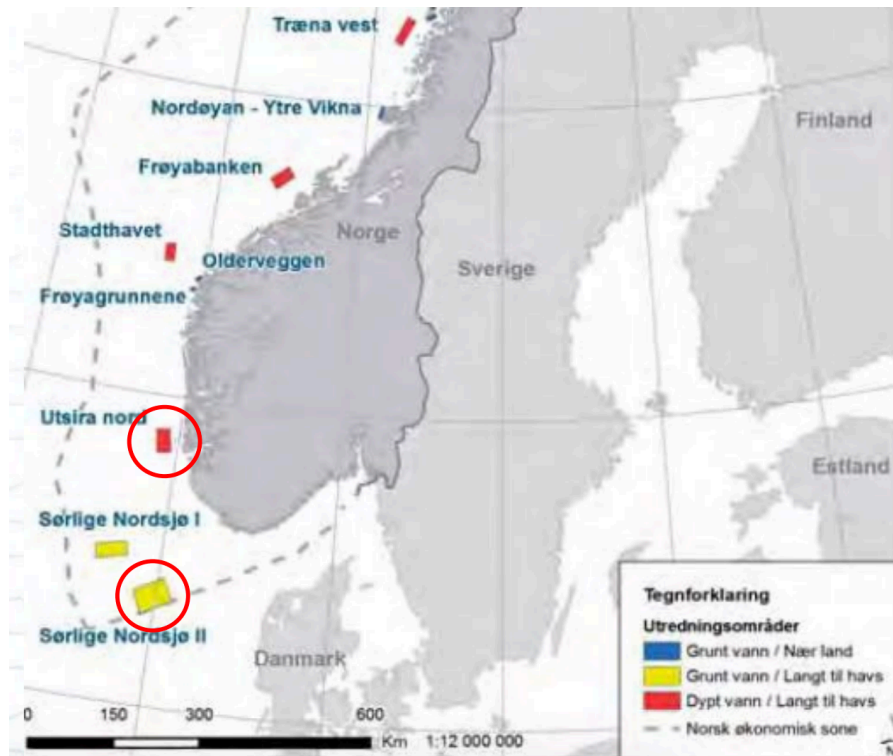 Træna vest
Nordøyan - Ytre Vikna
Finland
Frøyabanken
Stadthavet
Norge
Olderveggen
Sverige
Frøyagrunnene
Utsira nord
Estland
Sørlige Nordsjø I
Sørlige Nordsjø II
Danmark
Tegnforklaring
Utredningsområder
Grunt vann / Nær land
Grunt vann / Langt til havs
Dypt vann / Langt til havs
Norsk økonomisk sone
0 150 300 600
Km 1:12 000 000